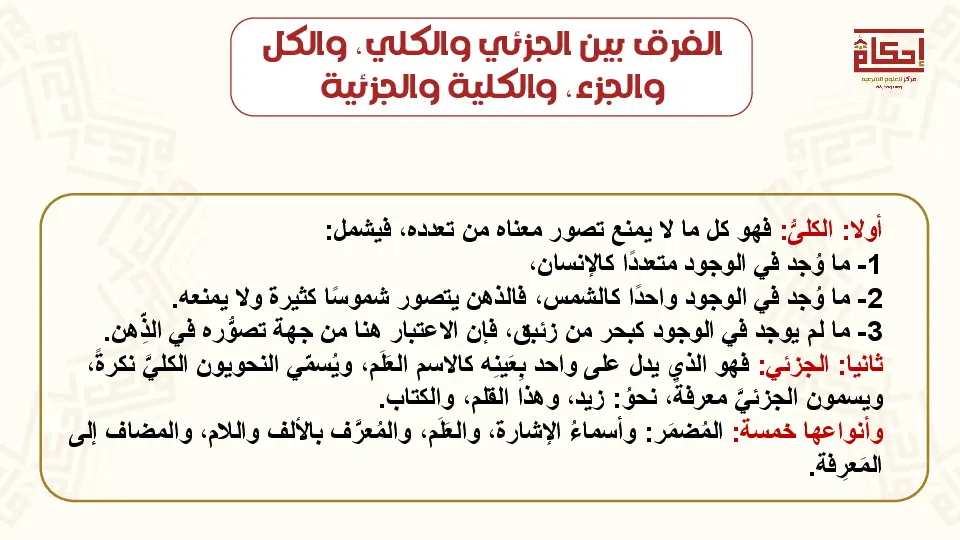 الفرق بين الجزئي والكلي، والكل
والجزء، والكلية والجزئية
إحكام
مركز للعلوم الشرعية
أولا: الكليُّ: فهو كل ما لا يمنع تصور معناه من تعدده، فيشمل:
1- ما وُجد في الوجود متعددًا كالإنسان،
2- ما وُجد في الوجود واحدًا كالشمس، فالذهن يتصور شموسًا كثيرة ولا يمنعه.
3- ما لم يوجد في الوجود كبحر من زئبق، فإن الاعتبار هنا من جهة تصوُّره في الذِّهن.
ثانيا: الجزئي: فهو الذي يدل على واحد بِعَينِه كالاسم العَلَم، ويُسمّي النحويون الكليَّ نكرةً،
ويسمون الجزئيَّ معرفةً، نحوُ: زيد، وهذا القلم، والكتاب.
وأنواعها خمسة: المُضمَر: وأسماءُ الإشارة، والعَلَم، والمُعرَّف بالألف واللام، والمضاف إلى
المَعرِفة.